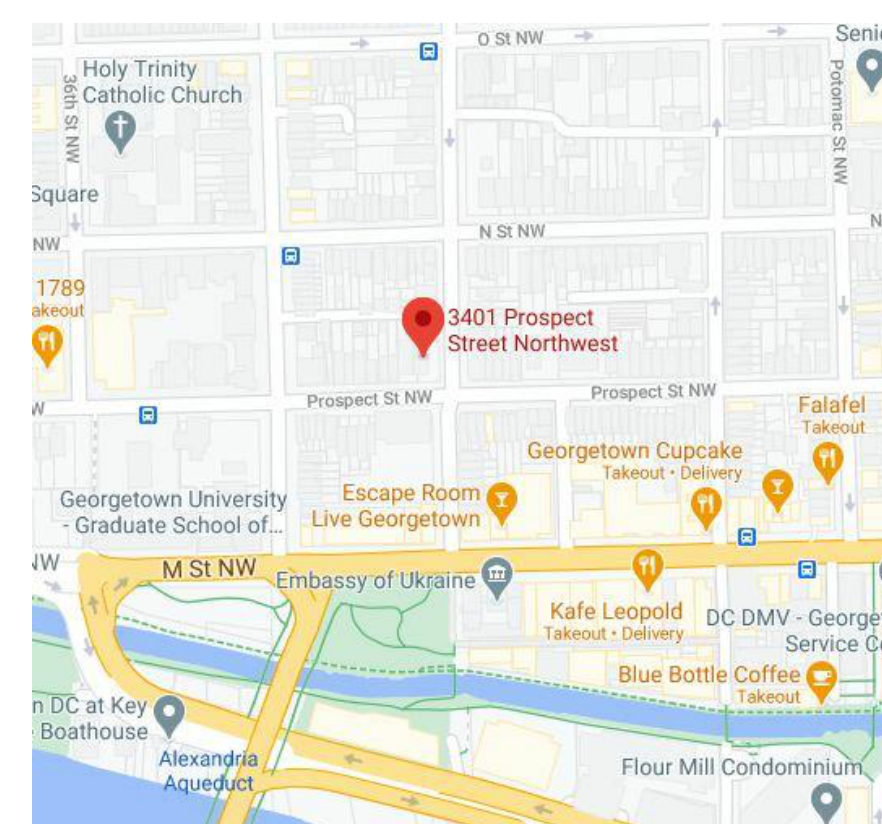 O St NW
Senic
Holy Trinity
Catholic Church
36th St NW
Potomac St NW
Square
N St NW
N
NW
1789
akeout
3401 Prospect
Street Northwest
Prospect St NW
Prospect St NW
W
Falafel
Takeout
Georgetown Cupcake
Takeout • Delivery
Georgetown University
- Graduate School of...
Escape Room
Live Georgetown
NW
M St NW
Embassy of Ukraine
Kafe Leopold
Takeout • Delivery
DC DMV - George
Service C
Blue Bottle Coffee
Takeout
n DC at Key
Boathouse
Alexandria
Aqueduct
Flour Mill Condominium